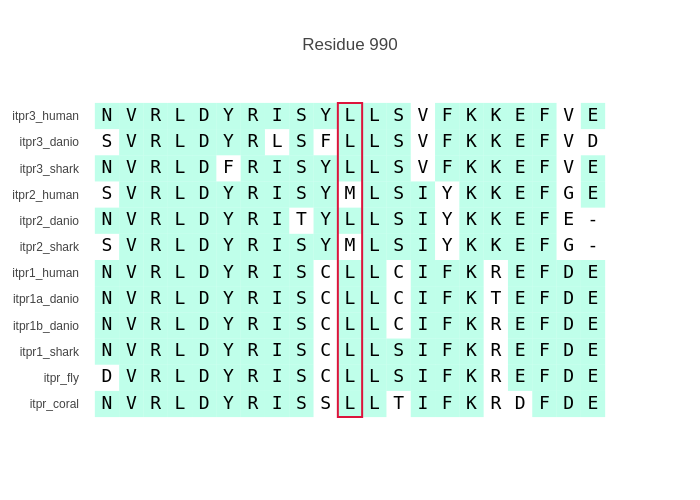 Residue 990
itpr3_human N V R L D Y R I S Y L L S V F K K E F V E
itpr3_danio S V R L D Y R L S F L L S V F K K E F V D
itpr3_shark N V R L D F R I S Y L L S V F K K E F V E
itpr2_human S V R L D Y R I S Y M L S I Y K K E F G E
itpr2_danio N V R L D Y R I T Y L L S I Y K K E F E -
itpr2_shark S V R L D Y R I S Y M L S I Y K K E F G -
itpr1_human N V R L D Y R I S C L L C I F K R E F D E
itpr1a_danio N V R L D Y R I S C L L C I F K T E F D E
itpr1b_danio N V R L D Y R I S C L L C I F K R E F D E
itpr1_shark N V R L D Y R I S C L L S I F K R E F D E
itpr_fly D V R L D Y R I S C L L S I F K R E F D E
itpr_coral N V R L D Y R I S S L L T I F K R D F D E